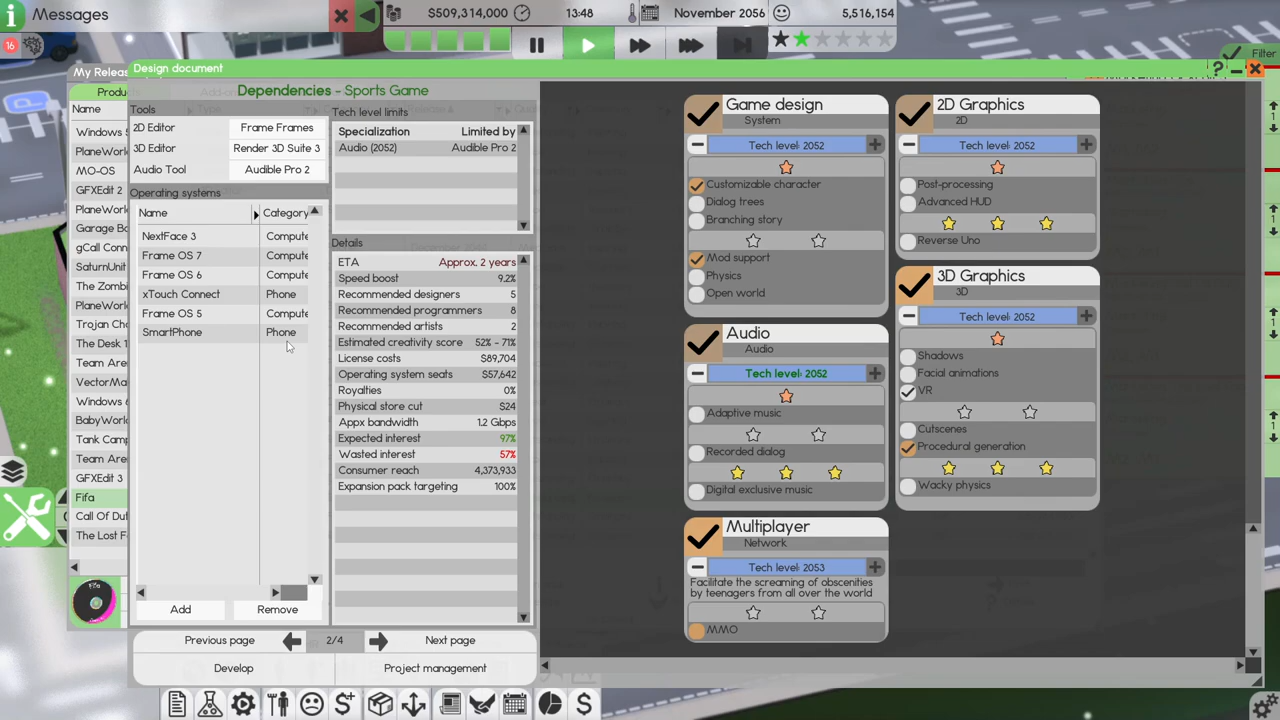 Messages
$509,314,000
13:48
November 2056
5,516,154
16
Filter
My Releas
Design document
?
Produc
Dependencies - Sports Game
Name
Tools
2D Editor
Frame Frames
3D Editor
Render 3D Suite 3
Audio Tool
Audible Pro 2
Tech level limits
Specialization
Limited by
Audio (2052)
Audible Pro 2
Operating systems
Name
Category
NextFace 3
Compute
Frame OS 7
Compute
Frame OS 6
Compute
xTouch Connect
Phone
Frame OS 5
Compute
SmartPhone
Phone
Add
Remove
Details
ETA
Approx. 2 years
Speed boost
9.2%
Recommended designers
5
Recommended programmers
8
Recommended artists
2
Estimated creativity score
52% - 71%
License costs
$89,704
Operating system seats
$57,642
Royalties
0%
Physical store cut
$24
Appx bandwidth
1.2 Gbps
Expected interest
97%
Wasted interest
57%
Consumer reach
4,373,933
Expansion pack targeting
100%
Previous page
2/4
Next page
Develop
Project management
Windows
PlaneWorl
MO-OS
GFXEdit 2
PlaneWorl
Garage Ba
gCall Conn
SaturnUnit
The Zombi
PlaneWorl
Trojan Cha
The Desk 1
Team Are
VectorMa
Windows 6
BabyWorl
Tank Camp
Team Are
GFXEdit 3
Fifa
Call Of Dut
The Lost F
Game design
System
Tech level: 2052
Customizable character
Dialog trees
Branching story
Mod support
Physics
Open world
2D Graphics
2D
Tech level: 2052
Post-processing
Advanced HUD
Reverse Uno
3D Graphics
3D
Tech level: 2052
Shadows
Facial animations
VR
Cutscenes
Procedural generation
Wacky physics
Audio
Audio
Tech level: 2052
Adaptive music
Recorded dialog
Digital exclusive music
Multiplayer
Network
Tech level: 2053
Facilitate the screaming of obscenities
by teenagers from all over the world
MMO